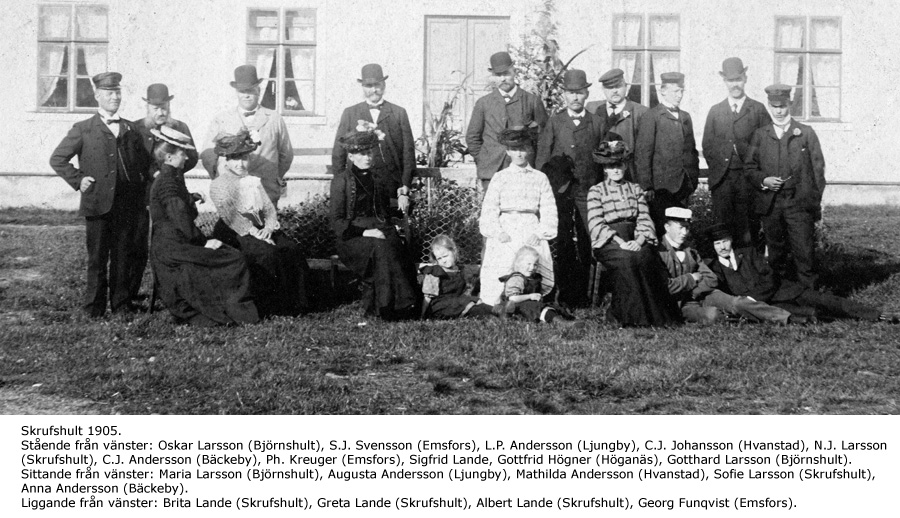 Skrufshult 1905.
Stående från vänster: Oskar Larsson (Björnshult), S.J. Svensson (Emsfors), L.P. Andersson (Ljungby), C.J. Johansson (Hvanstad), N.J. Larsson
(Skrufshult), C.J. Andersson (Bäckeby), Ph. Kreuger (Emsfors), Sigfrid Lande, Gottfrid Högner (Höganäs), Gotthard Larsson (Björnshult).
Sittande från vänster: Maria Larsson (Björnshult), Augusta Andersson (Ljungby), Mathilda Andersson (Hvanstad), Sofie Larsson (Skrufshult),
Anna Andersson (Bäckeby).
Liggande från vänster: Brita Lande (Skrufshult), Greta Lande (Skrufshult), Albert Lande (Skrufshult), Georg Funqvist (Emsfors).